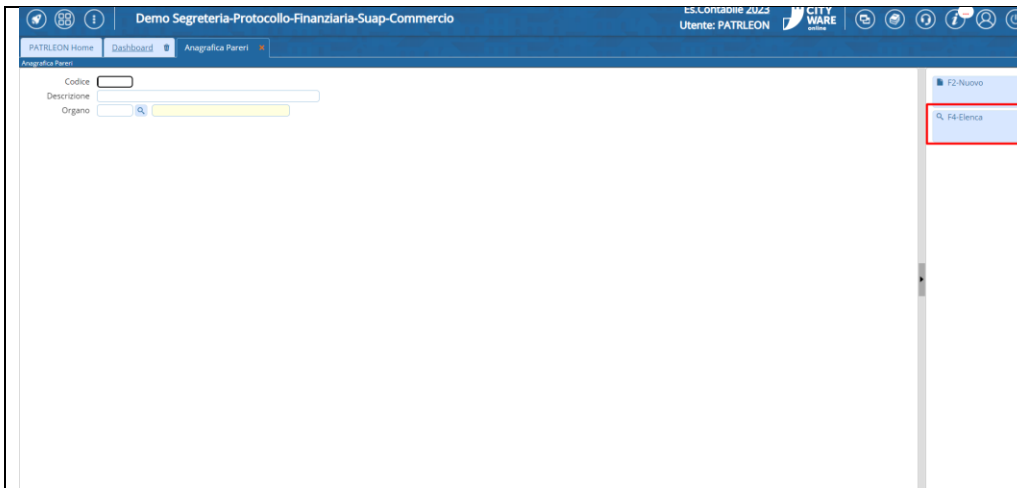 Demo Segreteria-Protocollo-Finanziaria-Suap-Commercio
Es.Contabile 2023
Utente: PATRLEON
CITY
WARE
online
PATRLEON Home
Dashboard
Anagrafica Pareri
Anagrafica Pareri
Codice
Descrizione
Organo
F2-Nuovo
F4-Elenca